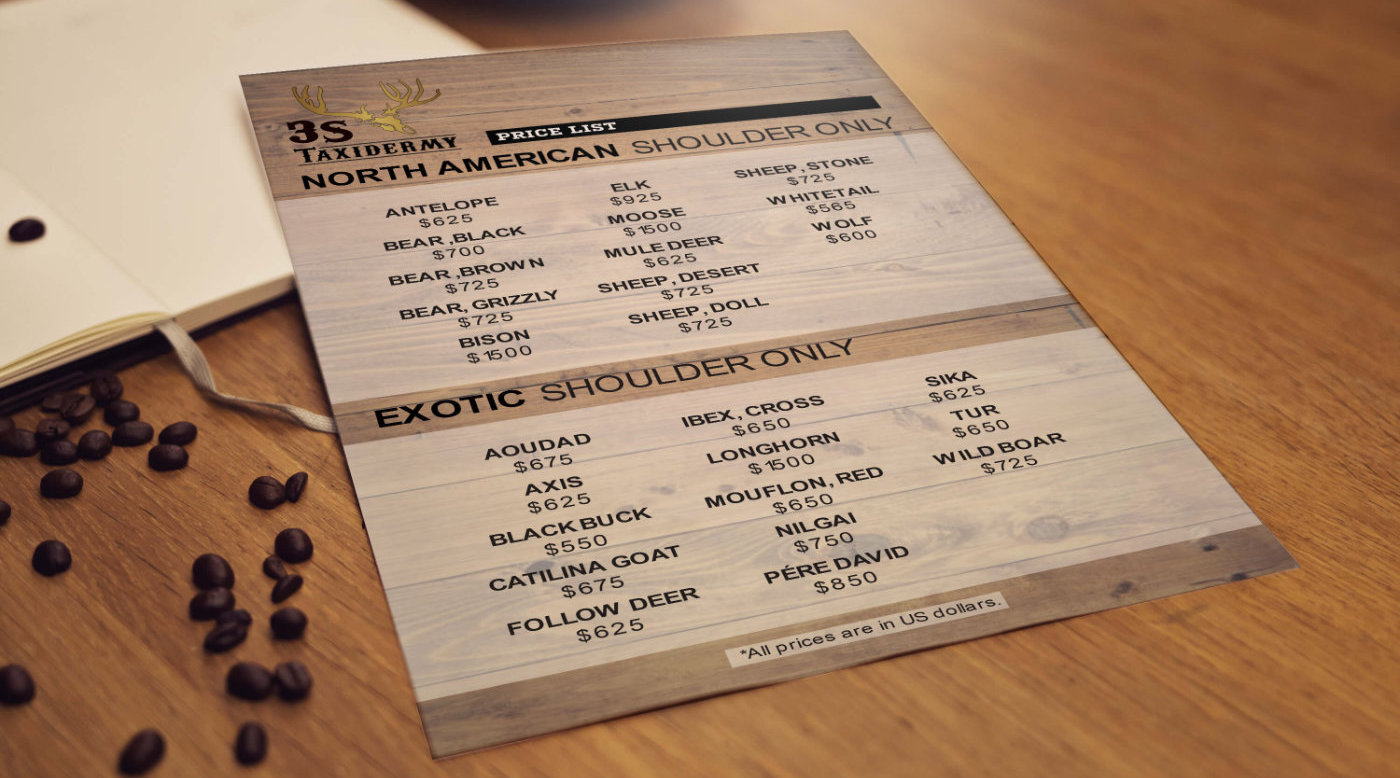 3S
TAXIDERMY
PRICE LIST
NORTH AMERICAN SHOULDER ONLY
ANTELOPE
$625
BEAR ,BLACK
$700
BEAR ,BROWN
$725
BEAR, GRIZZLY
$725
BISON
$1500
ELK
$925
MOOSE
$1500
MULE DEER
$625
SHEEP, DESERT
$725
SHEEP, DOLL
$725
SHEEP, STONE
$725
WHITETAIL
$565
WOLF
$600
EXOTIC SHOULDER ONLY
AOUDAD
$675
AXIS
$625
BLACK BUCK
$550
CATILINA GOAT
$675
FOLLOW DEER
$625
IBEX, CROSS
$650
LONGHORN
$1500
MOUFLON, RED
$650
NILGAI
$750
PÉRE DAVID
$850
SIKA
$625
TUR
$650
WILD BOAR
$725
*All prices are in US dollars.